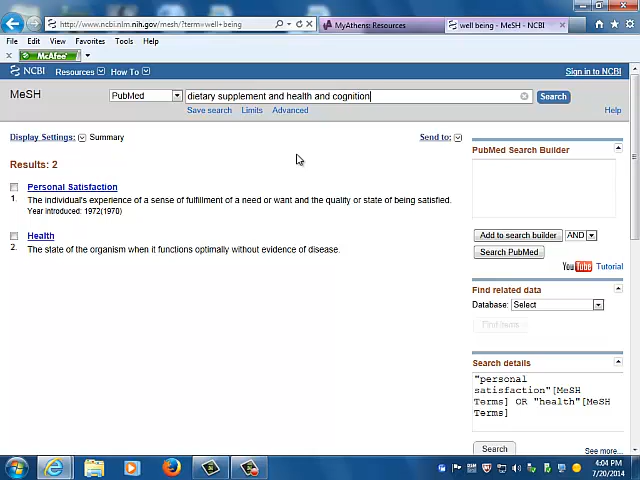 http://www.ncbi.nlm.nih.gov/mesh/?term=well+being
MyAthens: Resources
well being - MeSH - NCBI
File Edit View Favorites Tools Help
McAfee
NCBI Resources How To Sign in to NCBI
MeSH PubMed dietary supplement and health and cognition Search
Save search Limits Advanced Help
Display Settings: Summary Send to:
PubMed Search Builder
Results: 2
Personal Satisfaction
1. The individual's experience of a sense of fulfillment of a need or want and the quality or state of being satisfied.
Year introduced: 1972(1970)
Health
2. The state of the organism when it functions optimally without evidence of disease.
Add to search builder AND
Search PubMed
YouTube Tutorial
Find related data
Database: Select
Find items
Search details
"personal
satisfaction"[MeSH
Terms] OR "health"[MeSH
Terms]
Search See more...
4:04 PM
7/20/2014